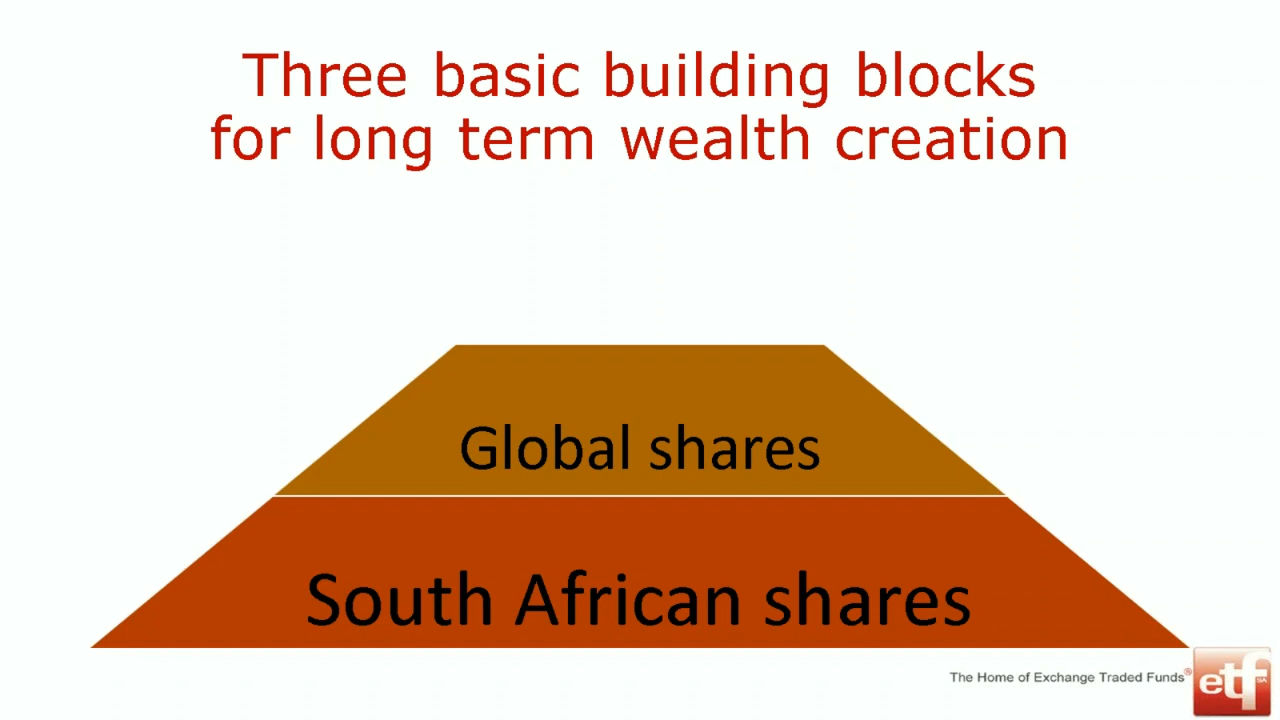 Three basic building blocks
for long term wealth creation
Global shares
South African shares
The Home of Exchange Traded Funds®
etf
SA